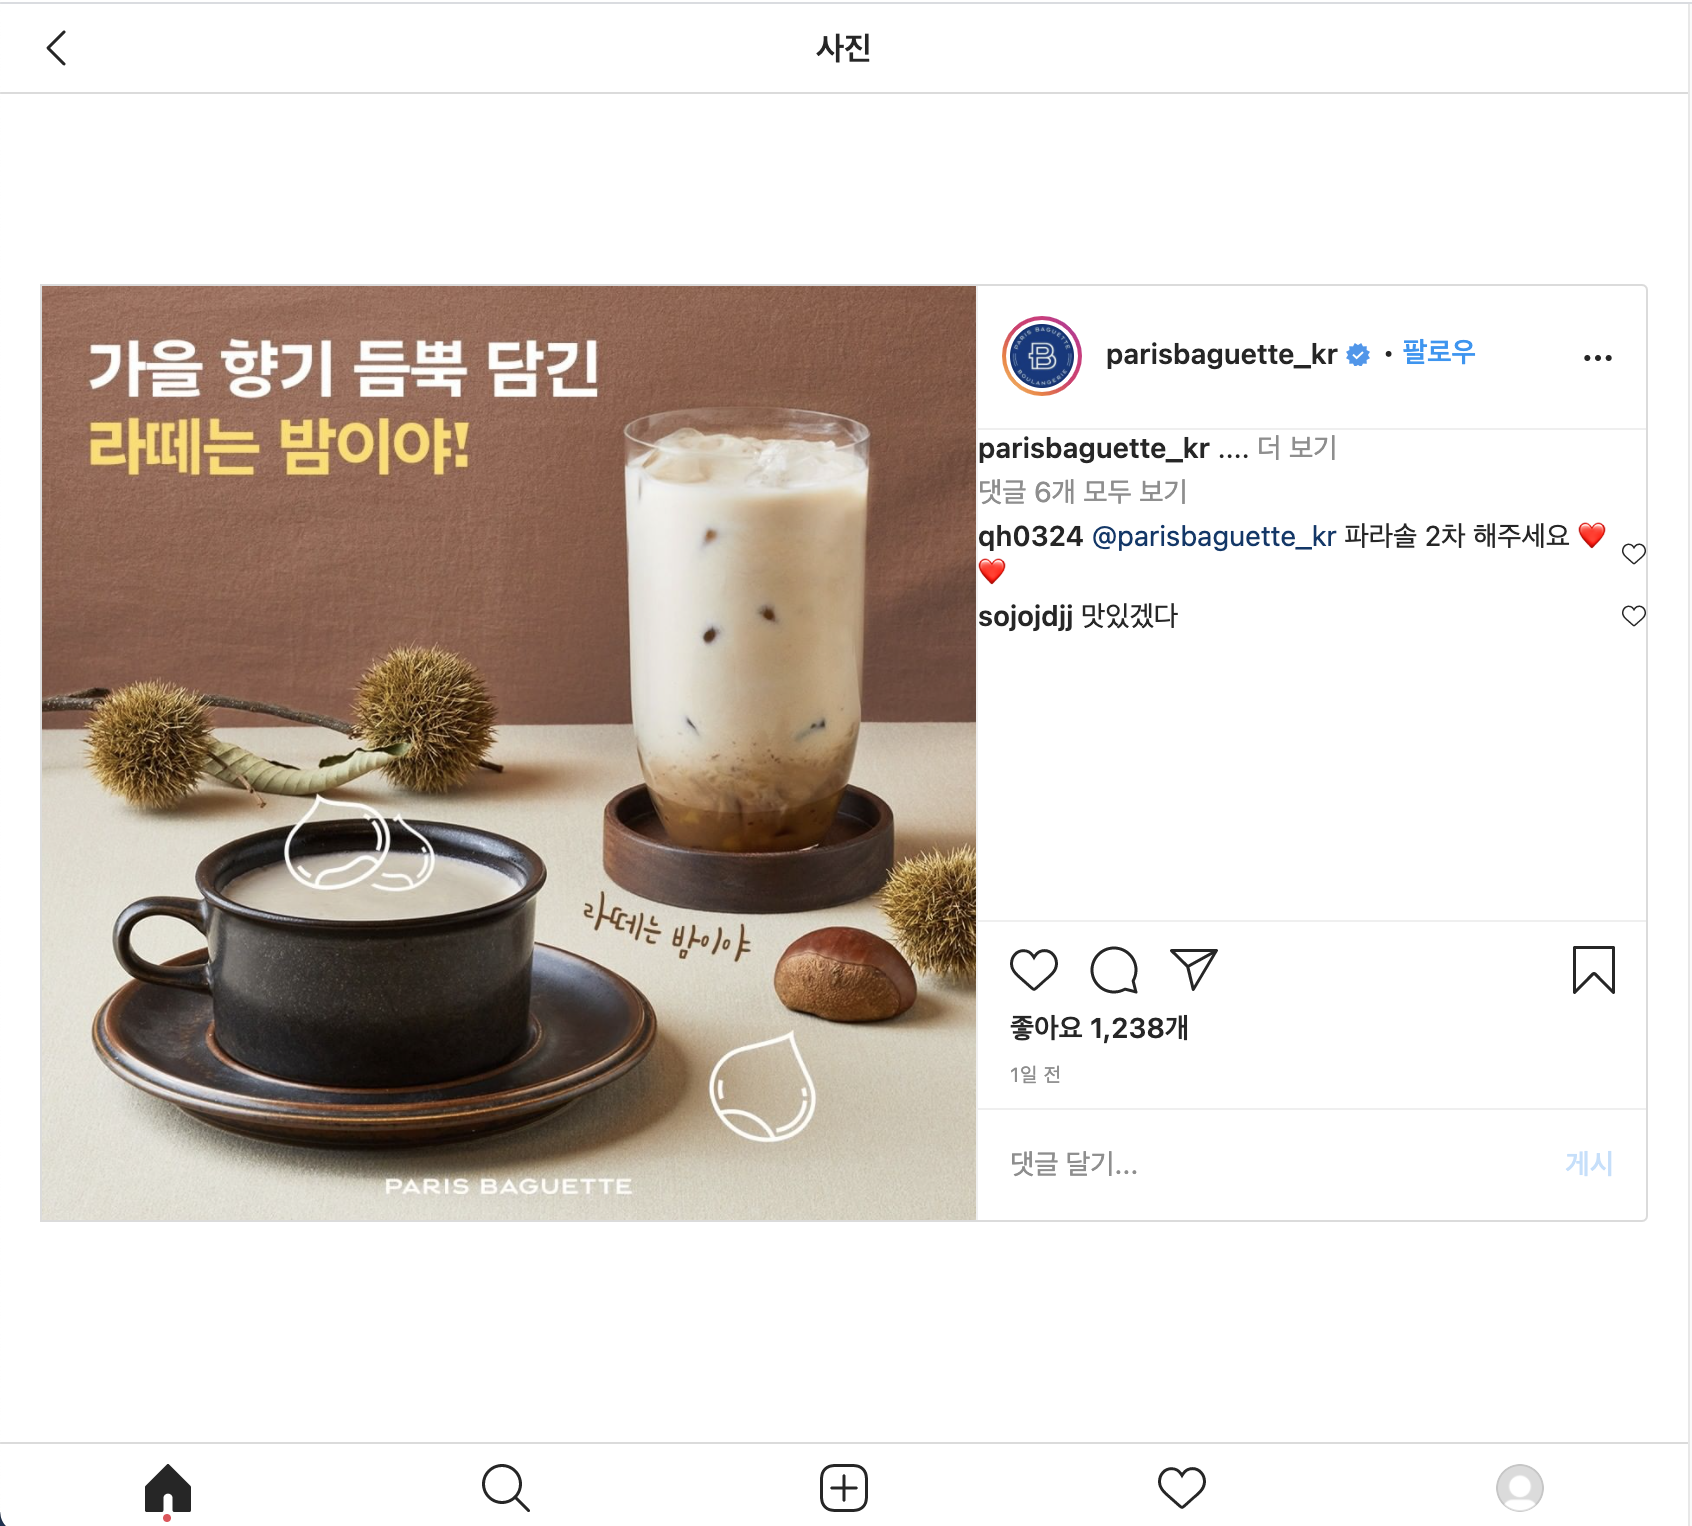 사진
가을 향기 듬뿍 담긴
라떼는 밤이야!
라떼는 밤이야
PARIS BAGUETTE
PARIS BAGUETTE
B
BOULANGERIE
parisbaguette_kr • 팔로우
parisbaguette_kr .... 더 보기
댓글 6개 모두 보기
qh0324 @parisbaguette_kr 파라솔 2차 해주세요 ❤️
❤️
sojojdjj 맛있겠다
좋아요 1,238개
1일 전
댓글 달기...
게시